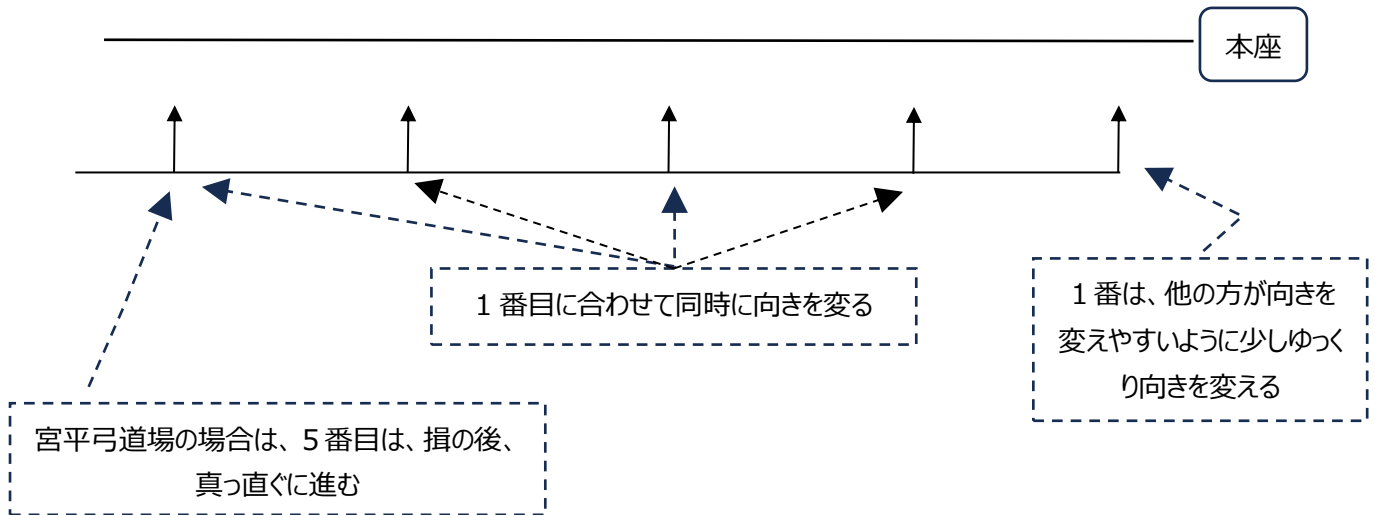 本座
1番目に合わせて同時に向きを変る
1番は、他の方が向きを
変えやすいように少しゆっく
り向きを変える
宮平弓道場の場合は、5番目は、揖の後、
真っ直ぐに進む